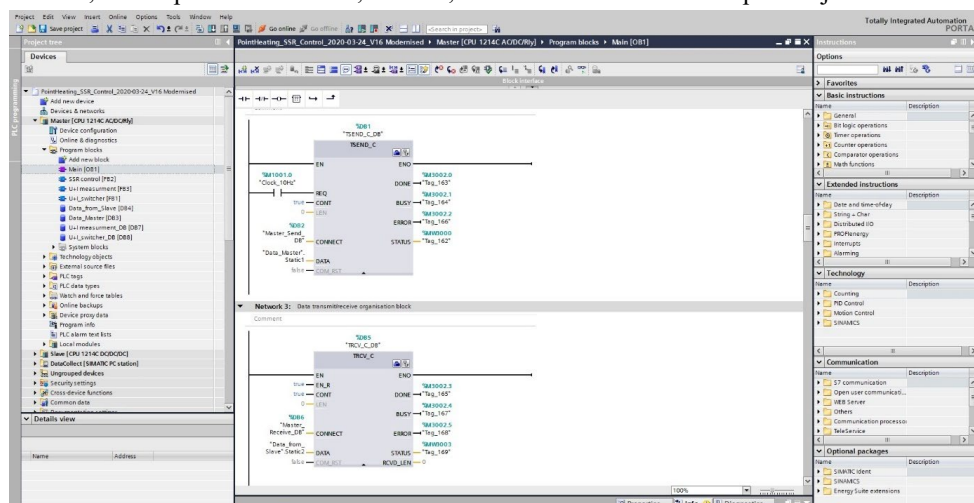 Project Edit View Insert Online Options Tools Window Help
Totally Integrated Automation
PORTAL
Save project
Go online
Go offline
<Search in project>
Project tree
PointHeating_SSR_Control_2020-03-24_V16 Modernised
Master [CPU 1214C AC/DC/Rly]
Program blocks
Main [OB1]
Instructions
Devices
Options
Block interface
PLC programming
PointHeating_SSR_Control_2020-03-24_V16 Modernised
Add new device
Devices & networks
Master [CPU 1214C AC/DC/Rly]
Device configuration
Online & diagnostics
Program blocks
Add new block
Main [OB1]
SSR control [FB2]
U+I measurment [FB3]
U+I_switcher [FB1]
Data_from_Slave [DB4]
Data_Master [DB3]
U+I measurment_DB [DB7]
U+I_switcher_DB [DB8]
System blocks
Technology objects
External source files
PLC tags
PLC data types
Watch and force tables
Online backups
Device proxy data
Program info
PLC alarm text lists
Local modules
Slave [CPU 1214C DC/DC/DC]
DataCollect [SIMATIC PC station]
Ungrouped devices
Security settings
Cross-device functions
Common data
Details view
Name Address
%DB1
"TSEND_C_DB"
TSEND_C
EN ENO
%M1001.0
"Clock_10Hz"
REQ
true CONT
0 LEN
%DB2
"Master_Send_
DB" CONNECT
"Data_Master".
Static1 DATA
false COM_RST
%M3002.0
DONE "Tag_163"
%M3002.1
BUSY "Tag_164"
%M3002.2
ERROR "Tag_166"
%MW3000
STATUS "Tag_162"
Network 3: Data transmit/receive organisation block
Comment
%DB5
"TRCV_C_DB"
TRCV_C
EN ENO
true EN_R
true CONT
0 LEN
%DB6
"Master_
Receive_DB" CONNECT
"Data_from_
Slave".Static2 DATA
false COM_RST
%M3002.3
DONE "Tag_165"
%M3002.4
BUSY "Tag_167"
%M3002.5
ERROR "Tag_168"
%MW3003
STATUS "Tag_169"
RCVD_LEN 0
100%
Favorites
Basic instructions
Name Description
General
Bit logic operations
Timer operations
Counter operations
Comparator operations
Math functions
Extended instructions
Name Description
Date and time-of-day
String + Char
Distributed I/O
PROFIenergy
Interrupts
Alarming
Technology
Name Description
Counting
PID Control
Motion Control
SINAMICS
Communication
Name Description
S7 communication
Open user communicati...
WEB Server
Others
Communication processor
TeleService
Optional packages
Name Description
SIMATIC Ident
SINAMICS
Energy Suite extensions